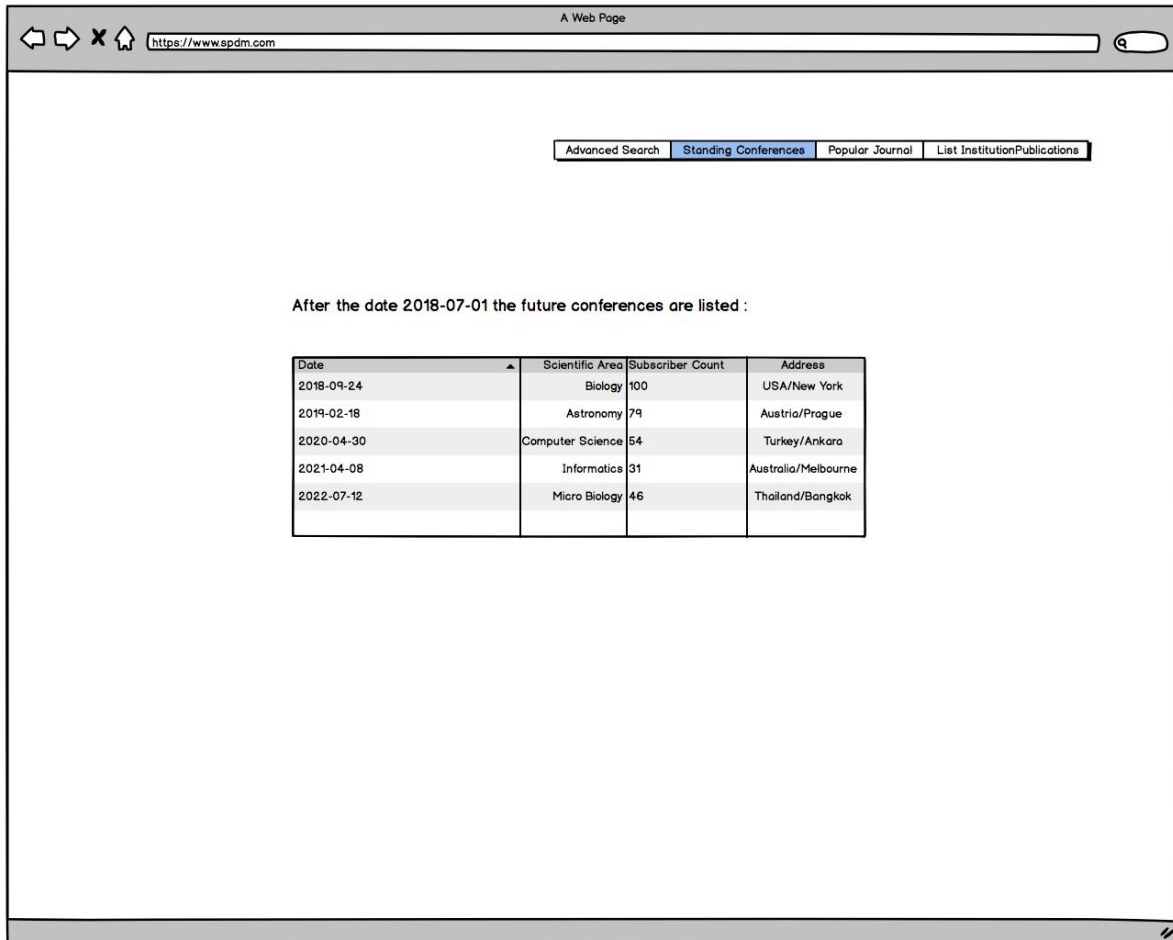 A Web Page
https://www.spdm.com
Advanced Search Standing Conferences Popular Journal List InstitutionPublications
After the date 2018-07-01 the future conferences are listed :
Date Scientific Area Subscriber Count Address
2018-09-24 Biology 100 USA/New York
2019-02-18 Astronomy 79 Austria/Prague
2020-04-30 Computer Science 54 Turkey/Ankara
2021-04-08 Informatics 31 Australia/Melbourne
2022-07-12 Micro Biology 46 Thailand/Bangkok